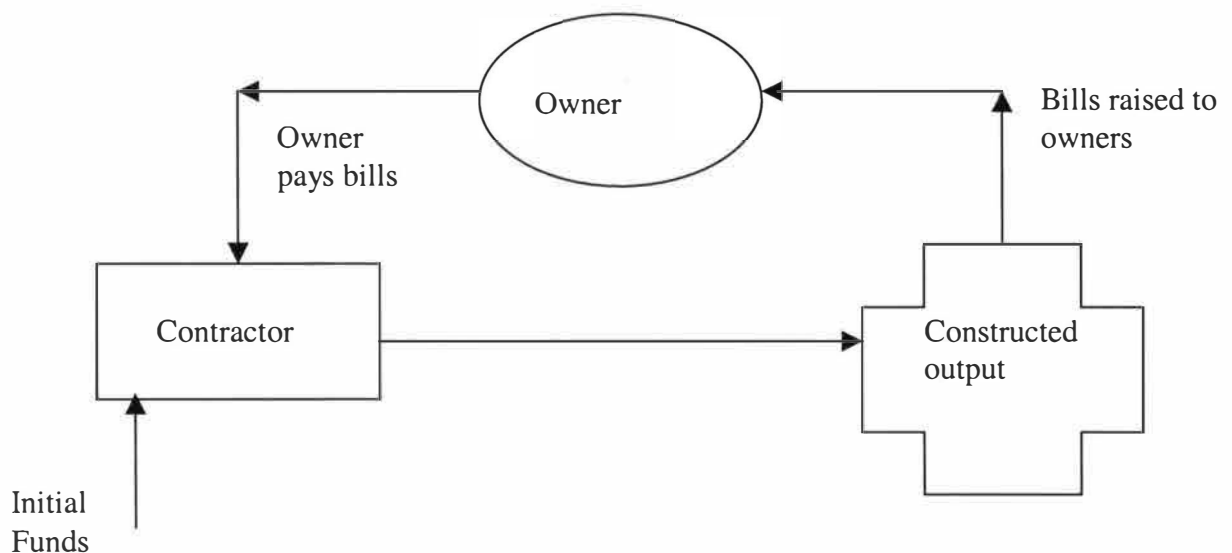 Owner
Bills raised to
owners
Owner
pays bills
Contractor
Constructed
output
Initial
Funds